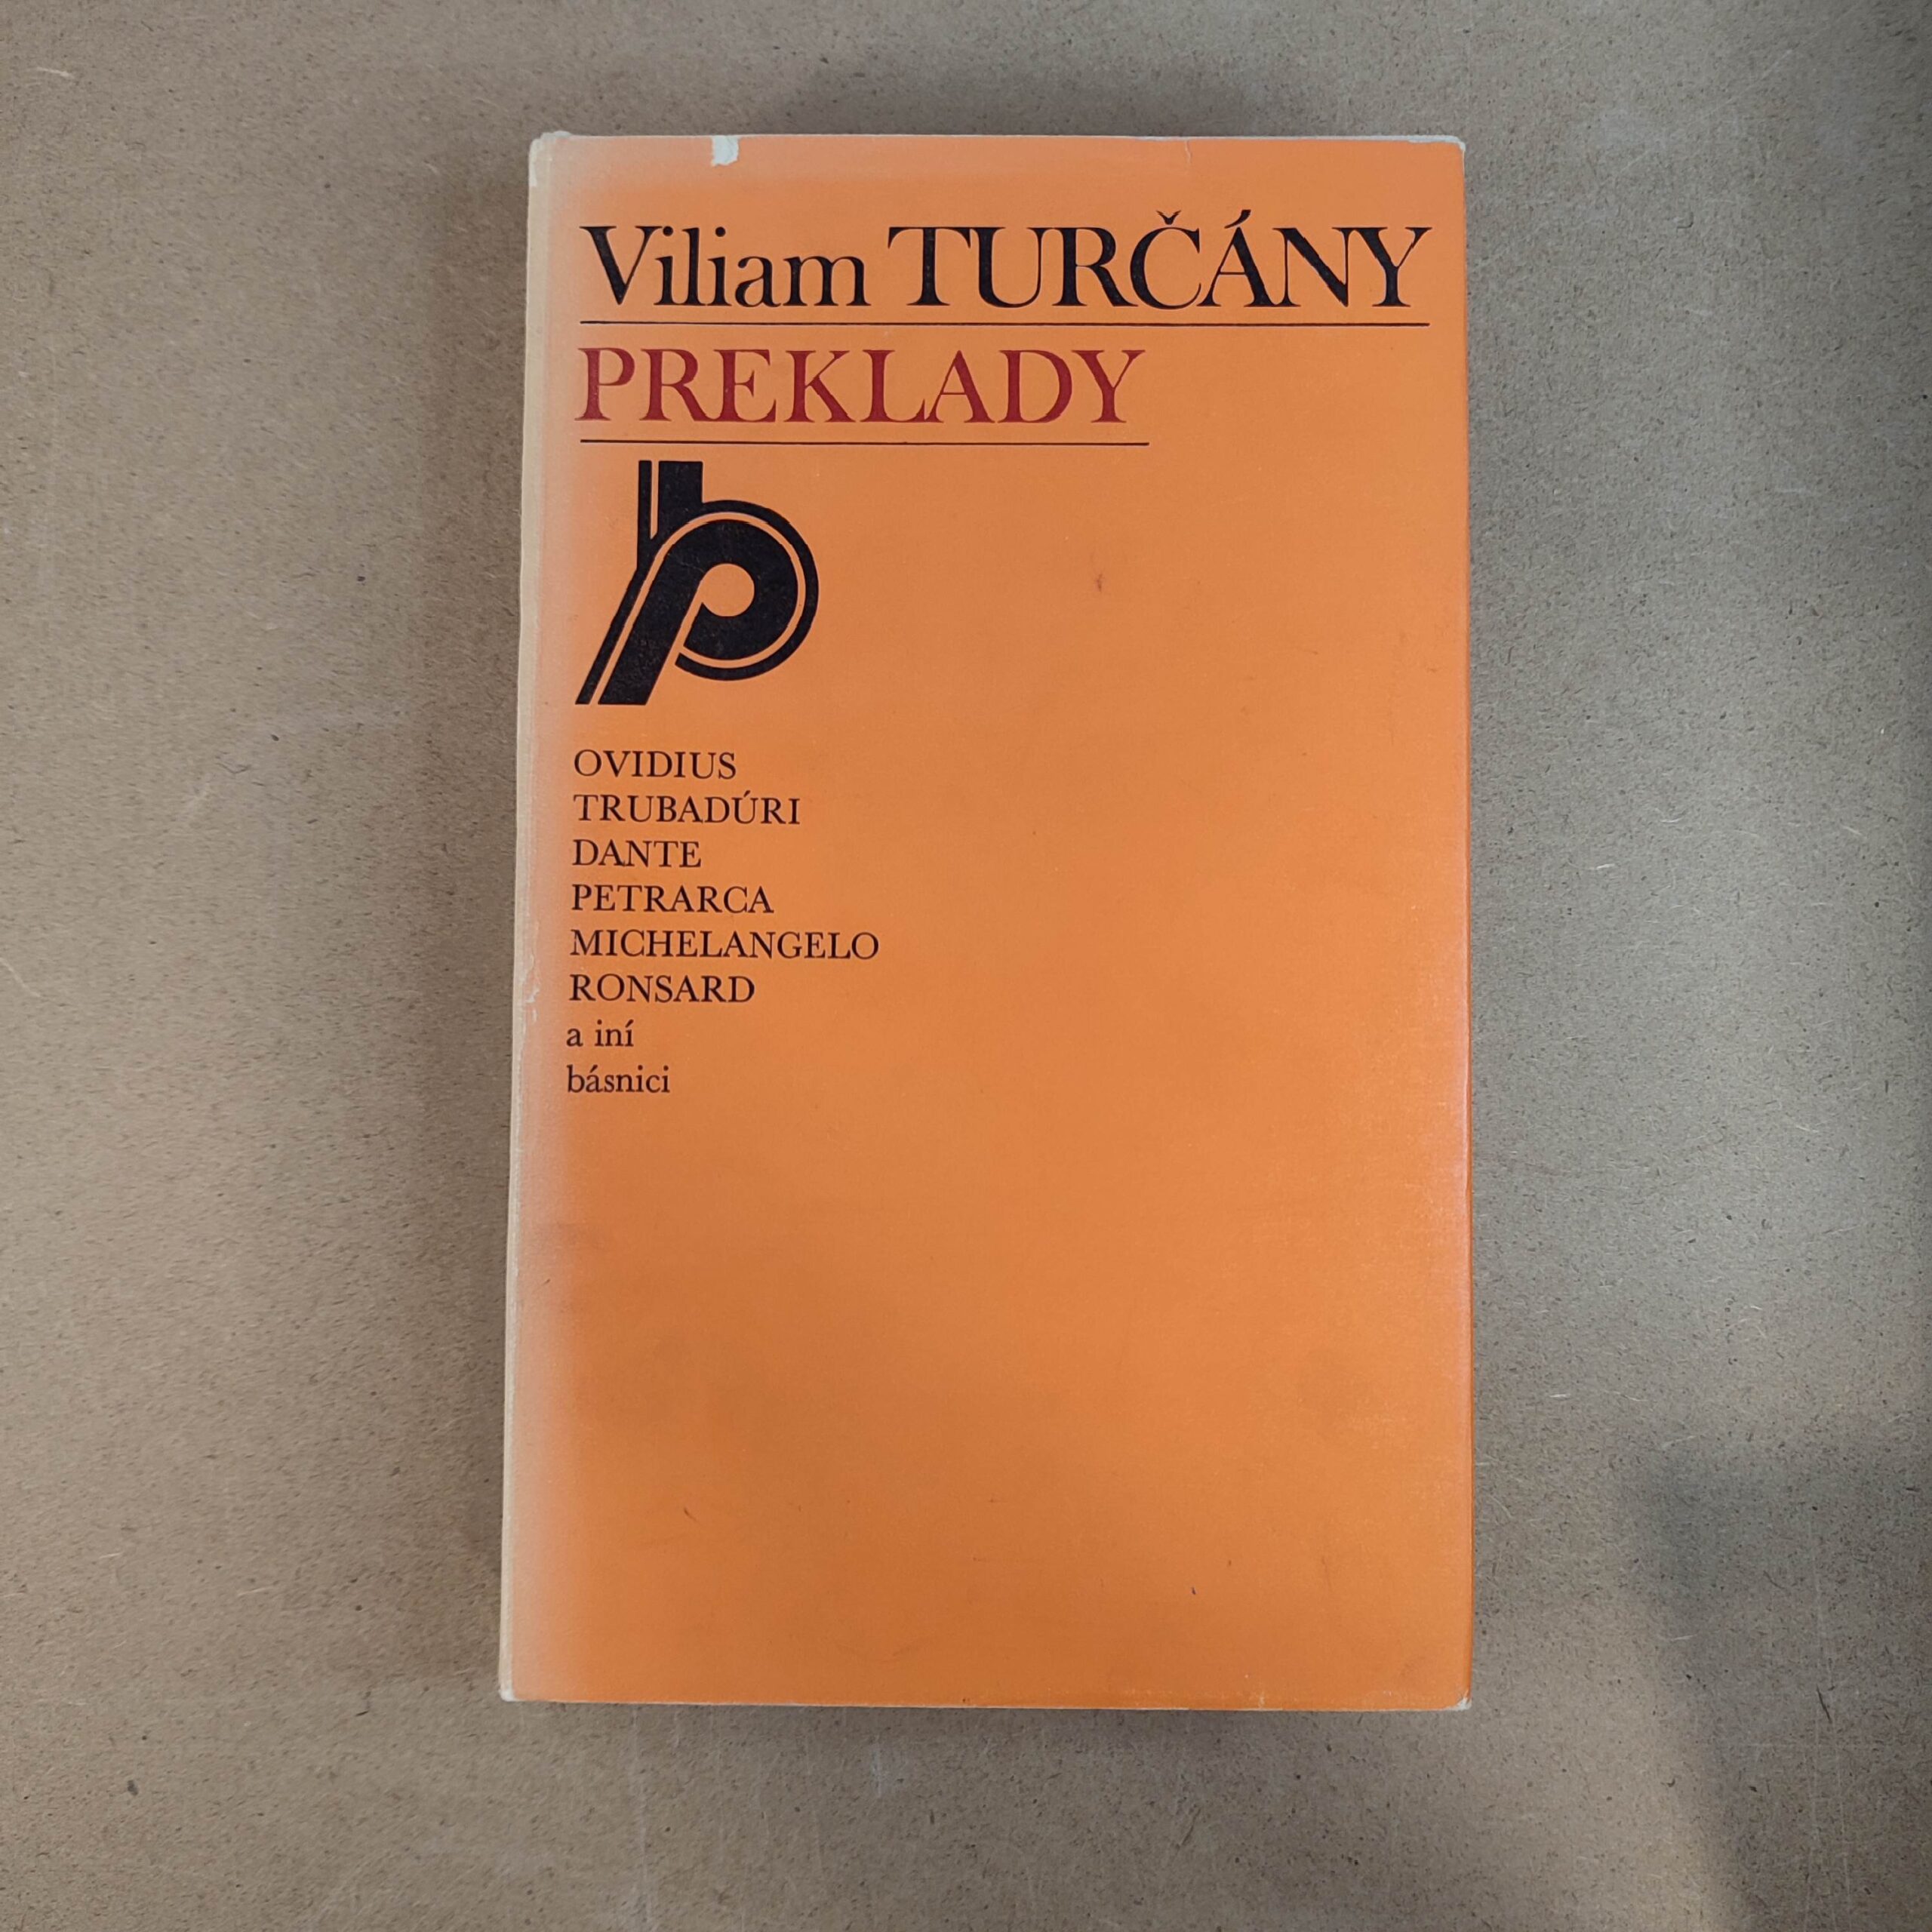 Viliam TURČÁNY
PREKLADY
OVIDIUS
TRUBADÚRI
DANTE
PETRARCA
MICHELANGELO
RONSARD
a iní
básnici